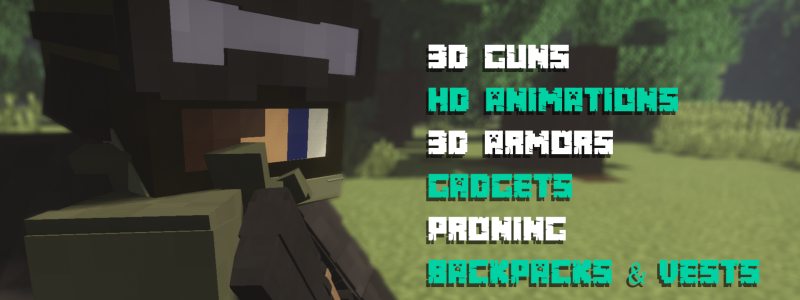 3D GUNS
HD ANIMATIONS
3D ARMORS
GADGETS
PRONING
BACKPACKS & VESTS